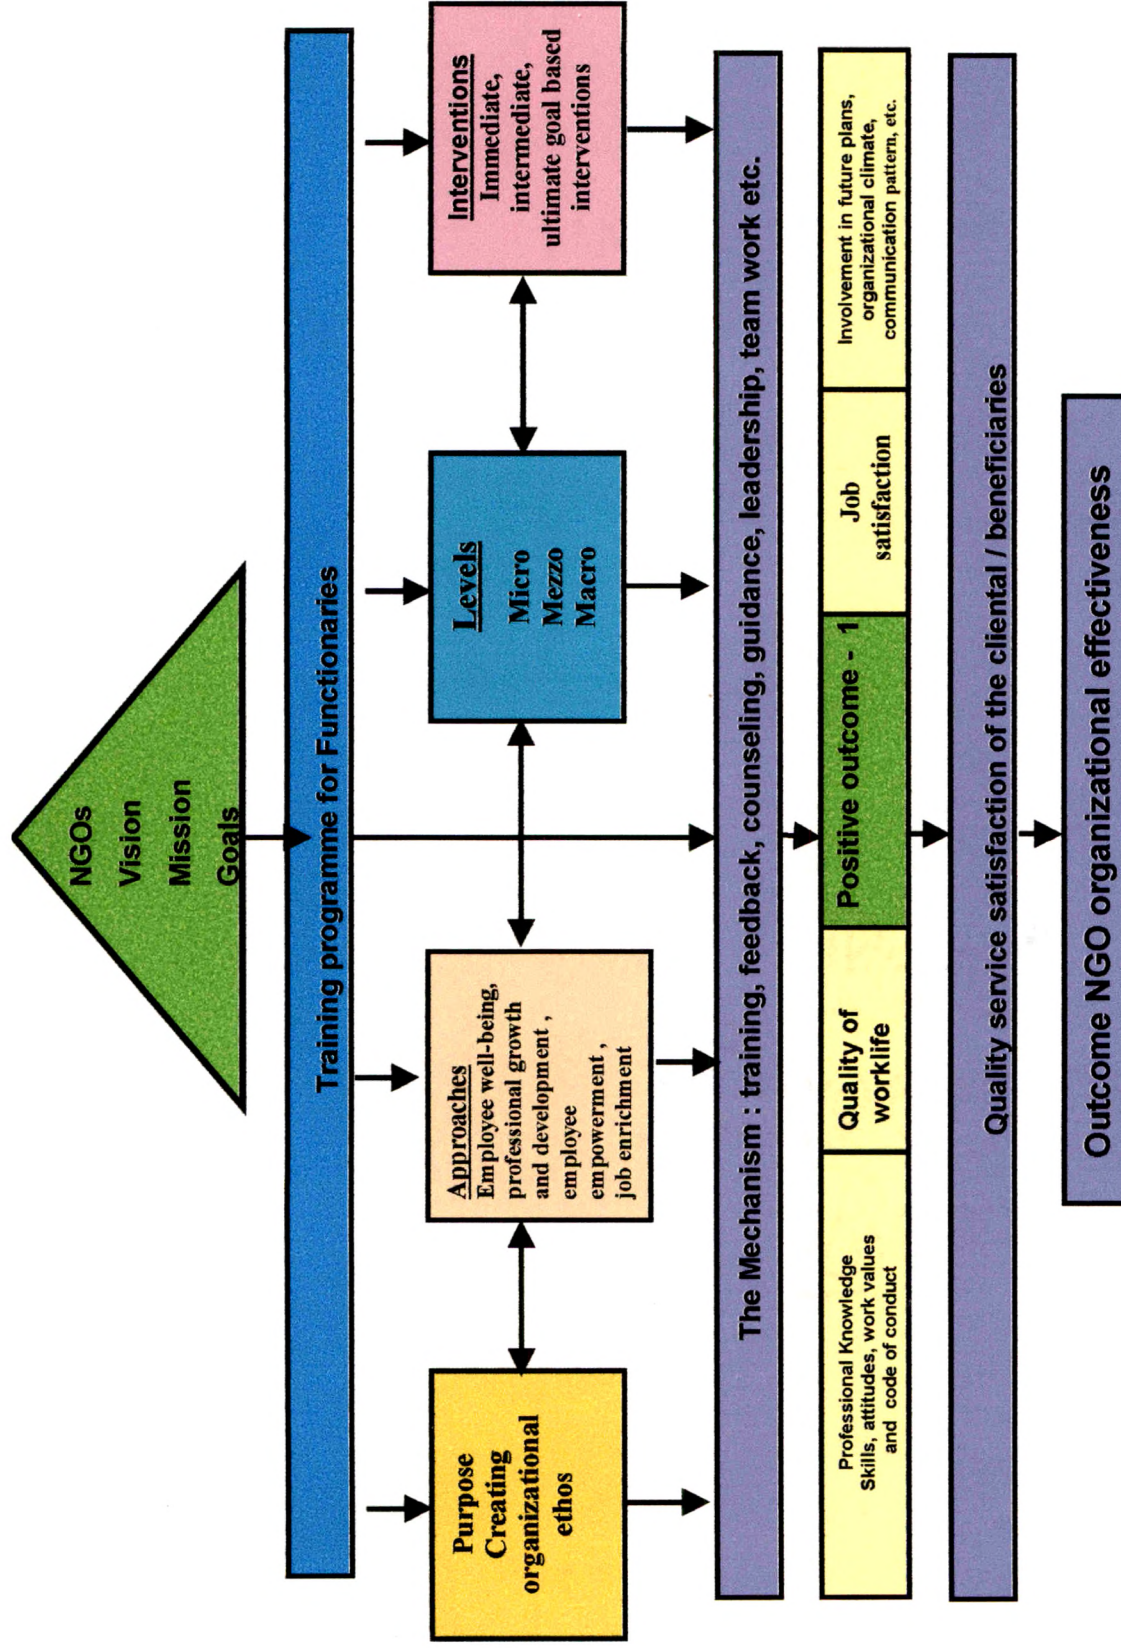 NGOs
Vision
Mission
Goals
Training programme for Functionaries
Purpose
Creating
organizational
ethos
Approaches
Employee well-being,
professional growth
and development ,
employee
empowerment ,
job enrichment
Levels
Micro
Mezzo
Macro
Interventions
Immediate,
intermediate,
ultimate goal based
interventions
The Mechanism : training, feedback, counseling, guidance, leadership, team work etc.
Professional Knowledge
Skills, attitudes, work values
and code of conduct
Quality of
worklife
Positive outcome - 1
Job
satisfaction
Involvement in future plans,
organizational climate,
communication pattern, etc.
Quality service satisfaction of the cliental / beneficiaries
Outcome NGO organizational effectiveness